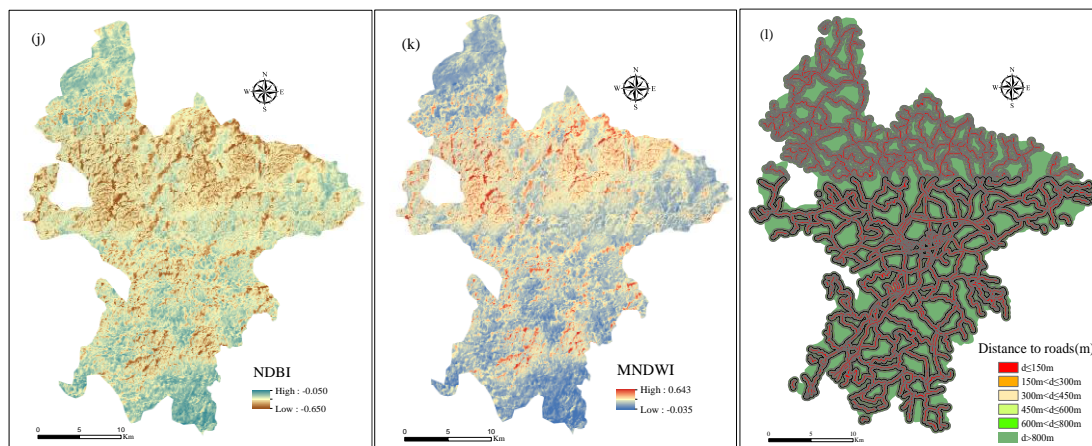 (j)
N
W E
S
NDBI
High : -0.050
Low : -0.650
0 5 10
Km
(k)
N
W E
S
MNDWI
High : 0.643
Low : -0.035
0 5 10
Km
(l)
N
W E
S
Distance to roads(m)
d≤150m
150m<d≤300m
300m<d≤450m
450m<d≤600m
600m<d≤800m
d>800m
0 5 10
Km